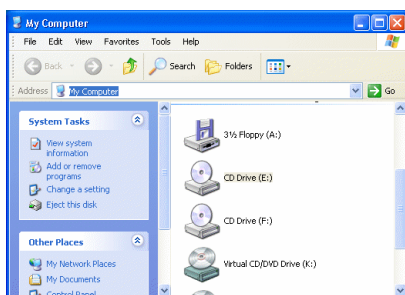 My Computer
File Edit View Favorites Tools Help
Back Search Folders
Address My Computer Go
System Tasks
View system
information
Add or remove
programs
Change a setting
Eject this disk
Other Places
My Network Places
My Documents
Control Panel
3½ Floppy (A:)
CD Drive (E:)
CD Drive (F:)
Virtual CD/DVD Drive (K:)